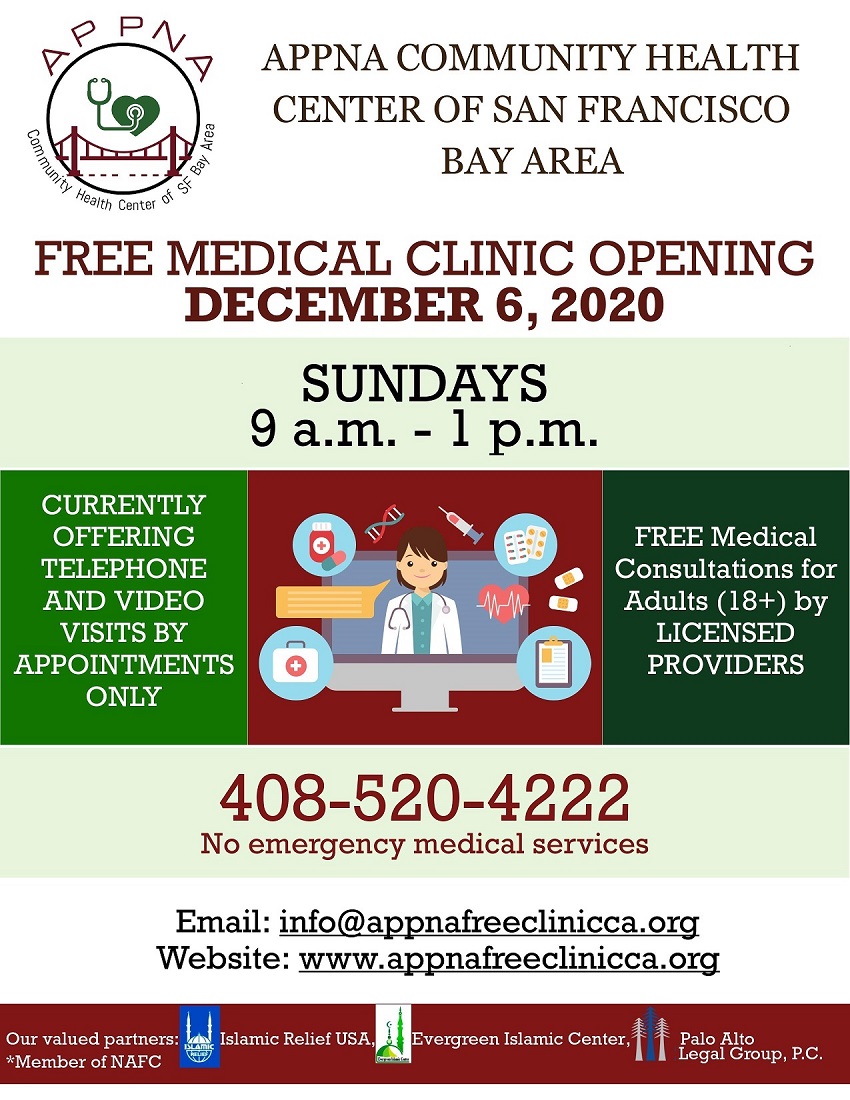 APPNA
Community Health Center of SF Bay Area
APPNA COMMUNITY HEALTH
CENTER OF SAN FRANCISCO
BAY AREA
FREE MEDICAL CLINIC OPENING
DECEMBER 6, 2020
SUNDAYS
9 a.m. - 1 p.m.
CURRENTLY
OFFERING
TELEPHONE
AND VIDEO
VISITS BY
APPOINTMENTS
ONLY
FREE Medical
Consultations for
Adults (18+) by
LICENSED
PROVIDERS
408-520-4222
No emergency medical services
Email: info@appnafreeclinicca.org
Website: www.appnafreeclinicca.org
Our valued partners:
ISLAMIC
RELIEF
Islamic Relief USA,
Evergreen Islamic Center,
Palo Alto
Legal Group, P.C.
*Member of NAFC